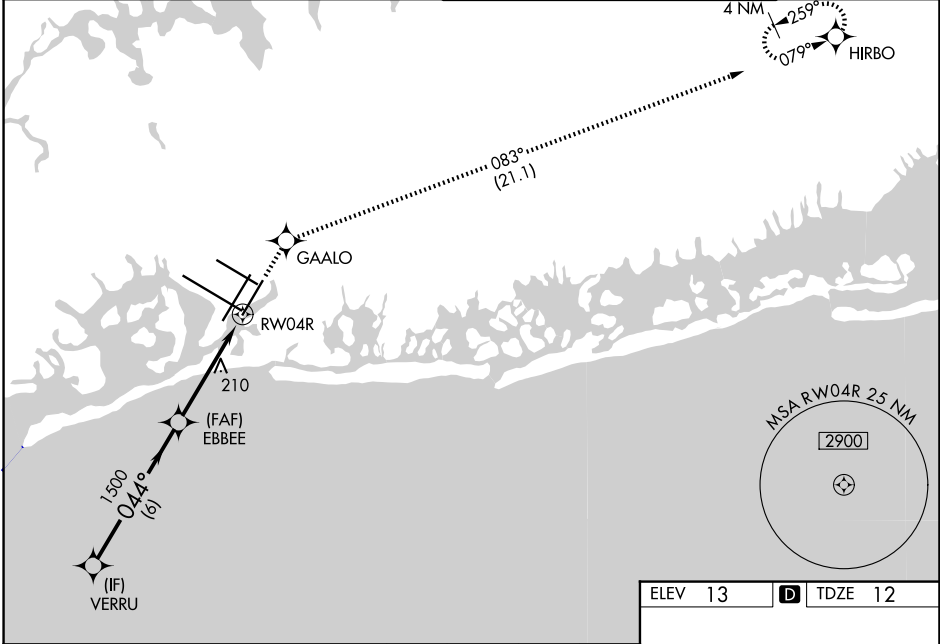 4 NM
259°
079°
HIRBO
083°
(21.1)
GAALO
RW04R
210
(FAF)
EBBEE
1500
044°
(6)
(IF)
VERRU
MSA RW04R 25 NM
2900
ELEV 13 D TDZE 12